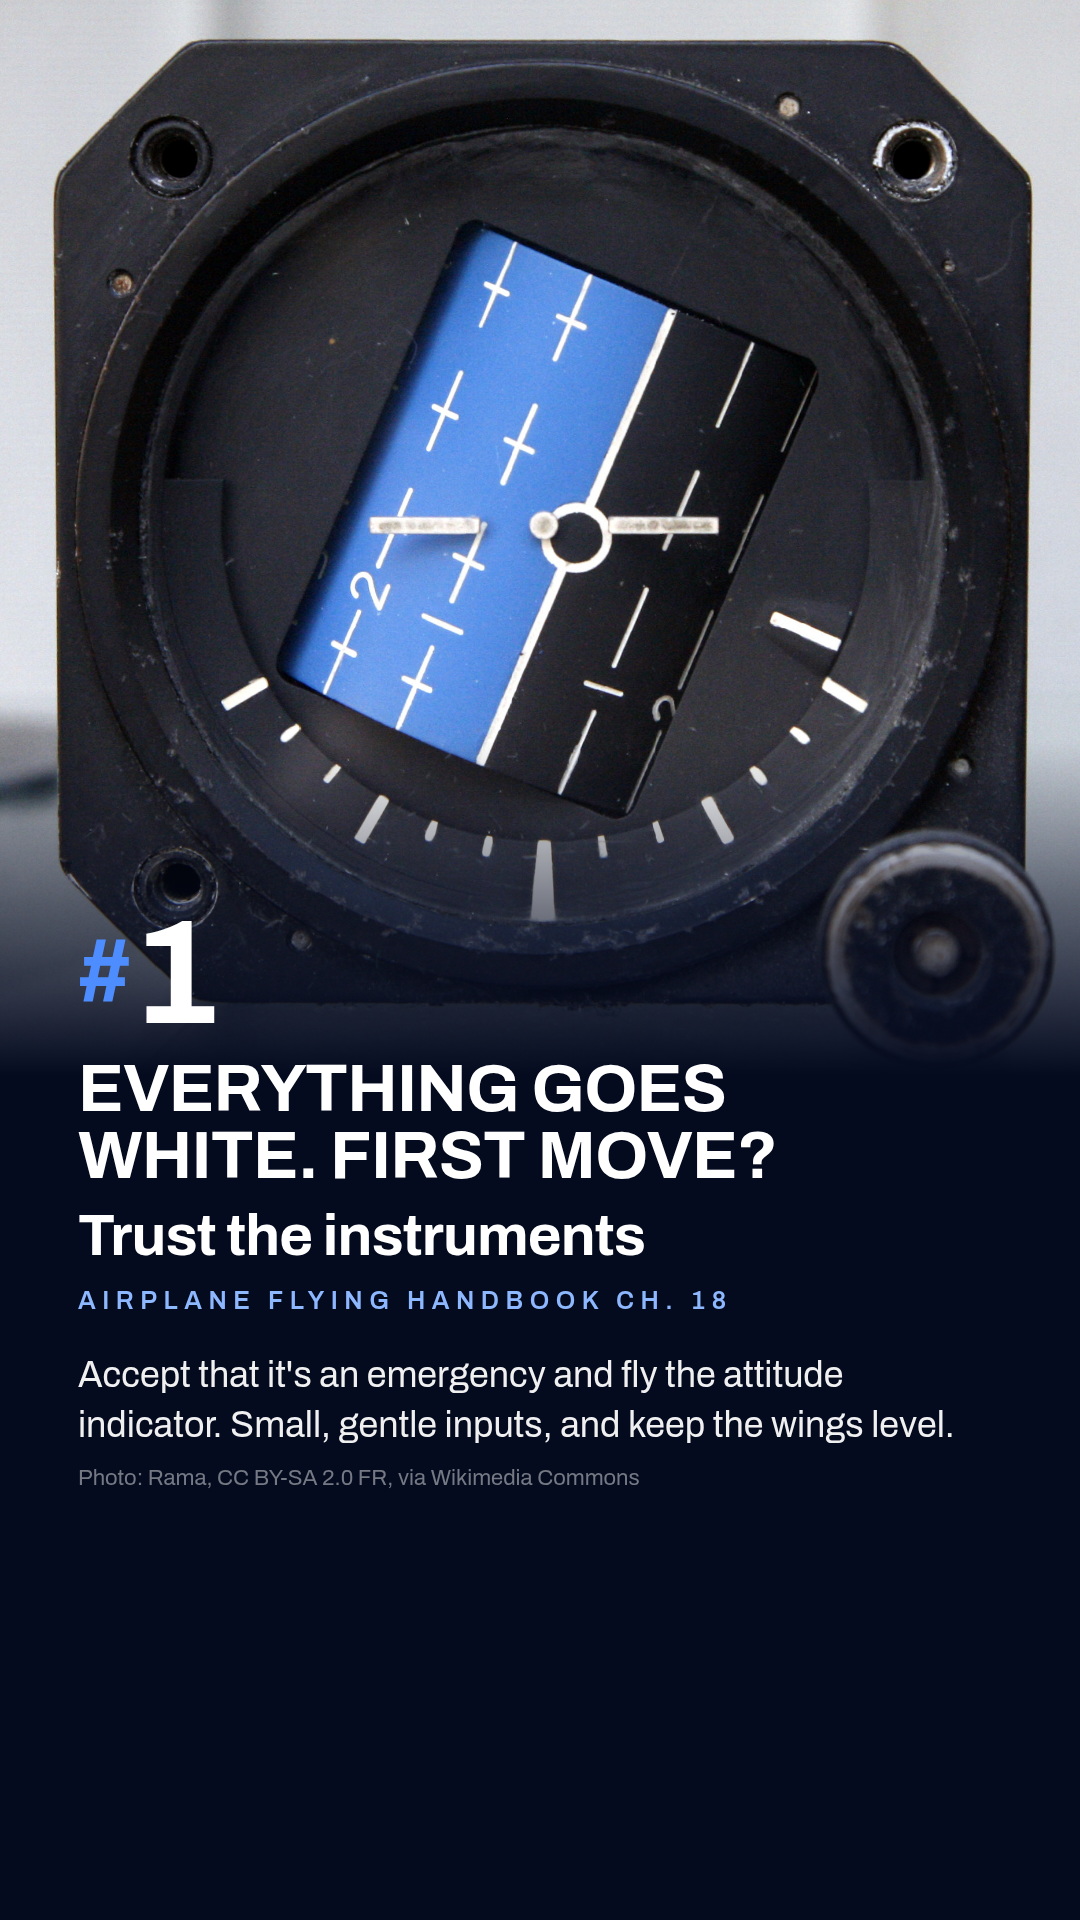 2
2
#1
EVERYTHING GOES
WHITE. FIRST MOVE?
Trust the instruments
AIRPLANE FLYING HANDBOOK CH. 18
Accept that it's an emergency and fly the attitude
indicator. Small, gentle inputs, and keep the wings level.
Photo: Rama, CC BY-SA 2.0 FR, via Wikimedia Commons